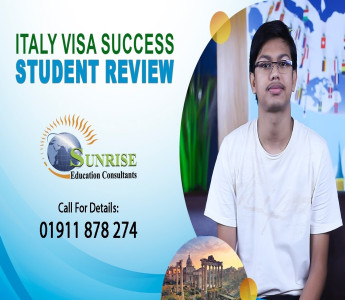 ITALY VISA SUCCESS
STUDENT REVIEW
SUNRISE
Education Consultants
Call For Details:
01911 878 274